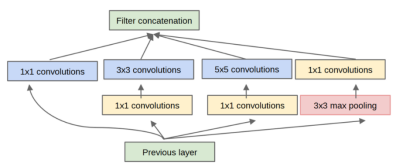 Filter concatenation
1x1 convolutions
3x3 convolutions
5x5 convolutions
1x1 convolutions
1x1 convolutions
1x1 convolutions
3x3 max pooling
Previous layer